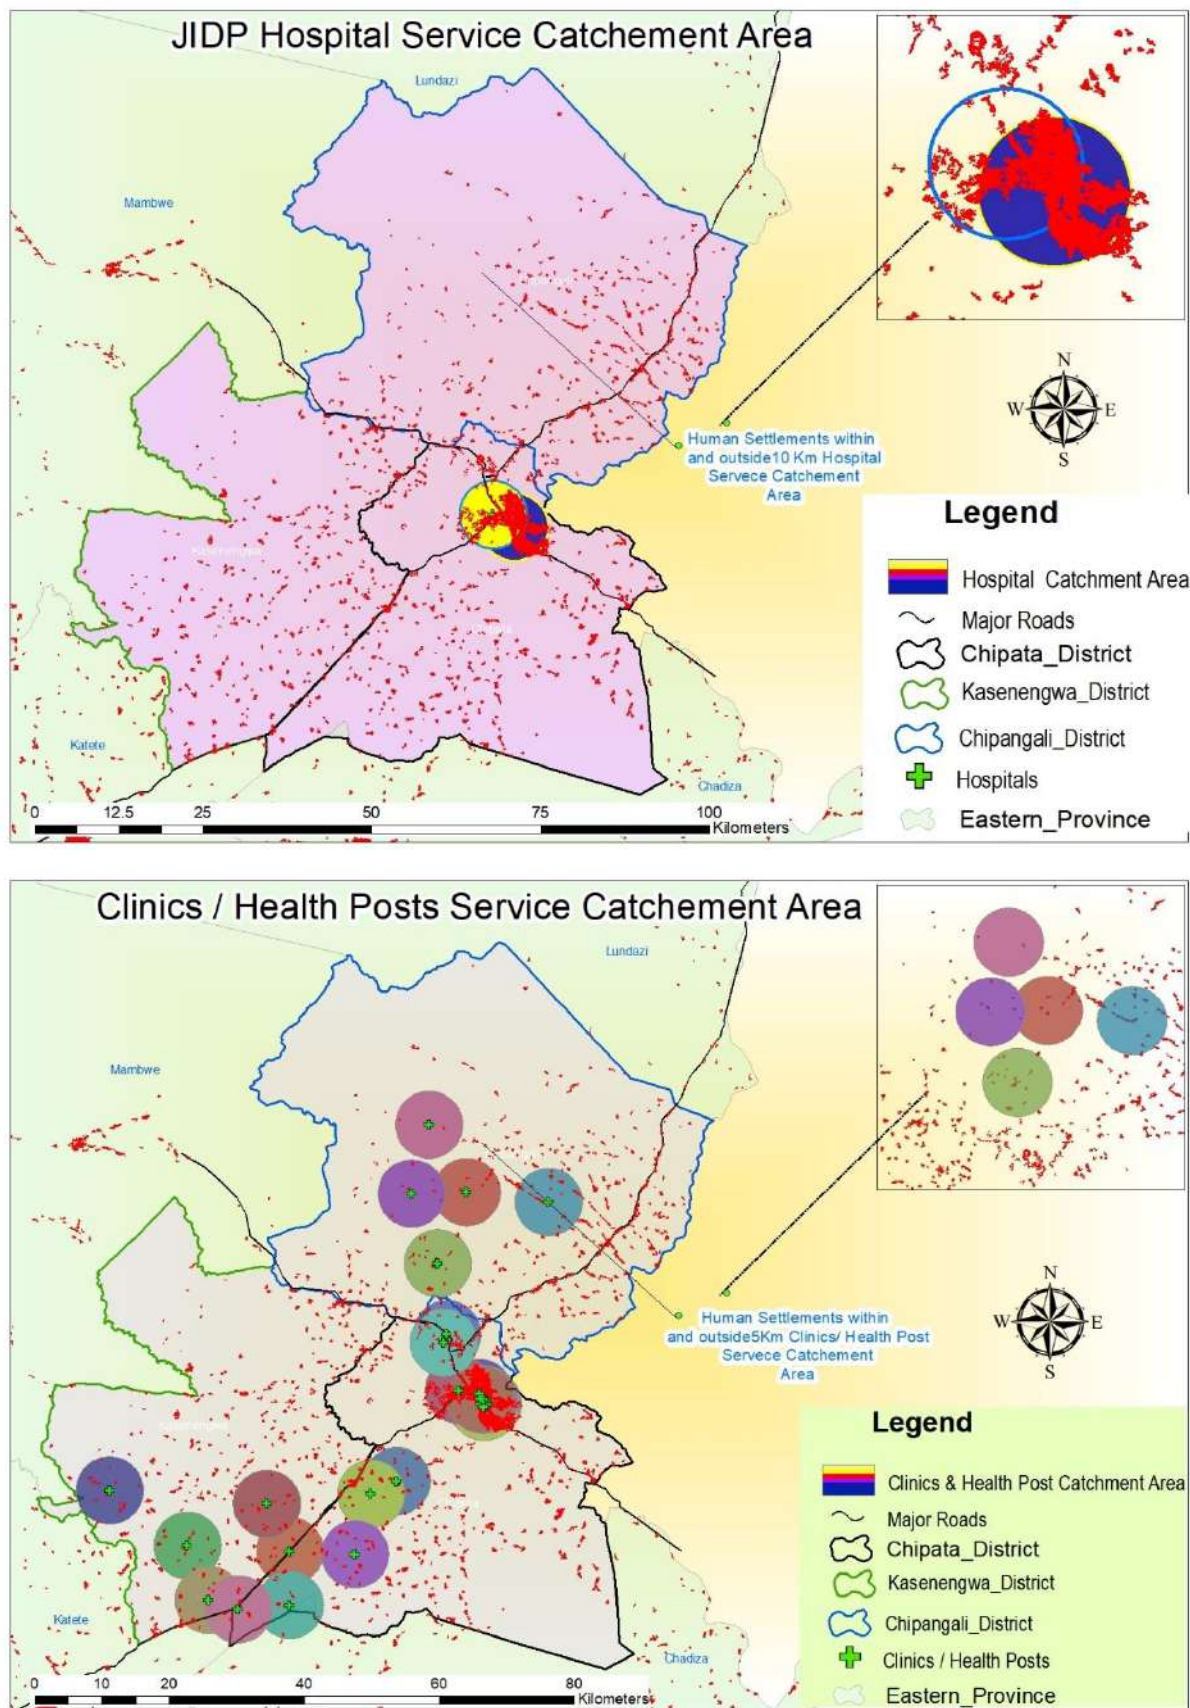 JIDP Hospital Service Catchement Area
Lundazi
Mambwe
N
W E
S
Human Settlements within
and outside10 Km Hospital
Servece Catchement
Area
Kasenengwa
Legend
Hospital Catchment Area
Major Roads
Chipata_District
Kasenengwa_District
Chipangali_District
Hospitals
Eastern_Province
Katete
Chadiza
0 12.5 25 50 75 100
Kilometers
Clinics / Health Posts Service Catchement Area
Lundazi
Mambwe
N
W E
S
Human Settlements within
and outside5Km Clinics/ Health Post
Servece Catchement
Area
Legend
Clinics & Health Post Catchment Area
Major Roads
Chipata_District
Kasenengwa_District
Chipangali_District
Clinics / Health Posts
Eastern_Province
Katete
Chadiza
0 10 20 40 60 80
Kilometers